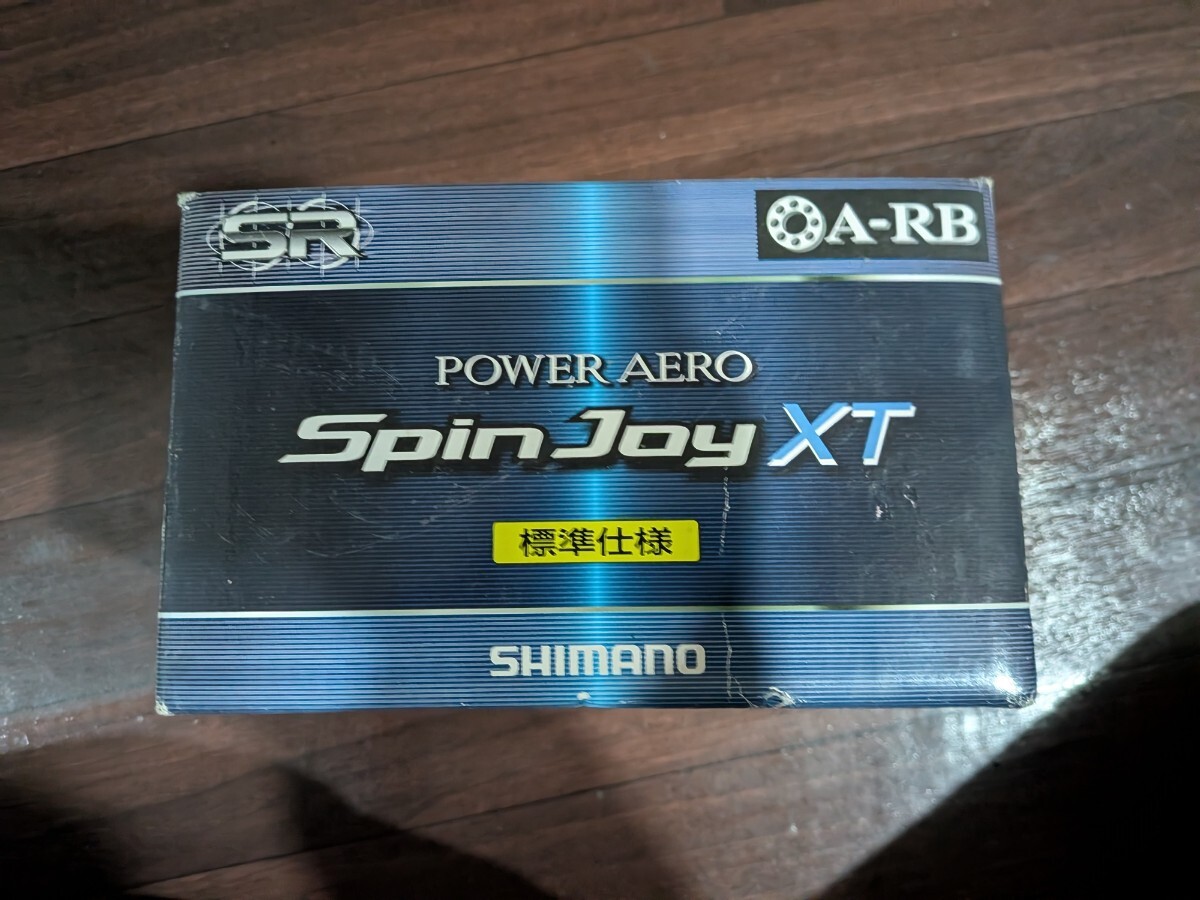 SR
A-RB
POWER AERO
Spin Joy XT
標準仕様
SHIMANO